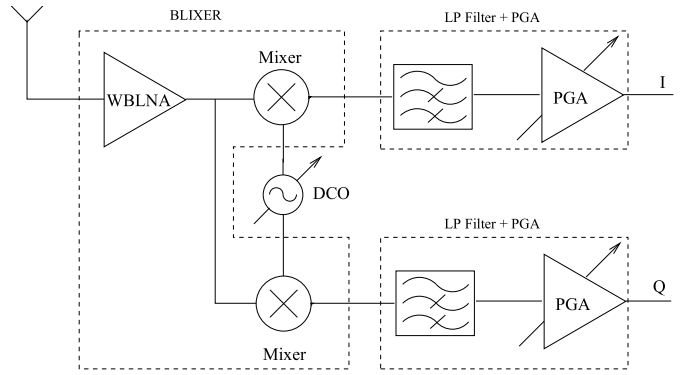 BLIXER
LP Filter + PGA
Mixer
WBLNA
PGA
I
DCO
LP Filter + PGA
PGA
Q
Mixer